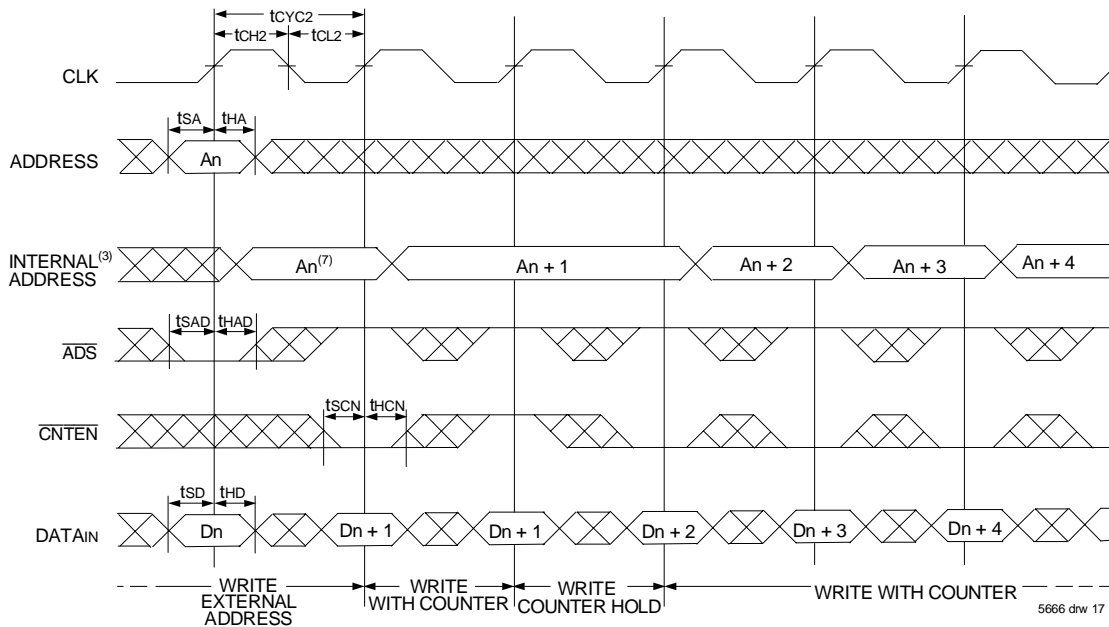 tCYC2
tCH2 tCL2
CLK
tSA tHA
ADDRESS An
INTERNAL(3)
ADDRESS
An(7) An + 1 An + 2 An + 3 An + 4
tSAD tHAD
ADS
tSCN tHCN
CNTEN
tSD tHD
DATAIN Dn Dn + 1 Dn + 1 Dn + 2 Dn + 3 Dn + 4
WRITE
EXTERNAL
ADDRESS
WRITE
WITH COUNTER
WRITE
COUNTER HOLD
WRITE WITH COUNTER
5666 drw 17